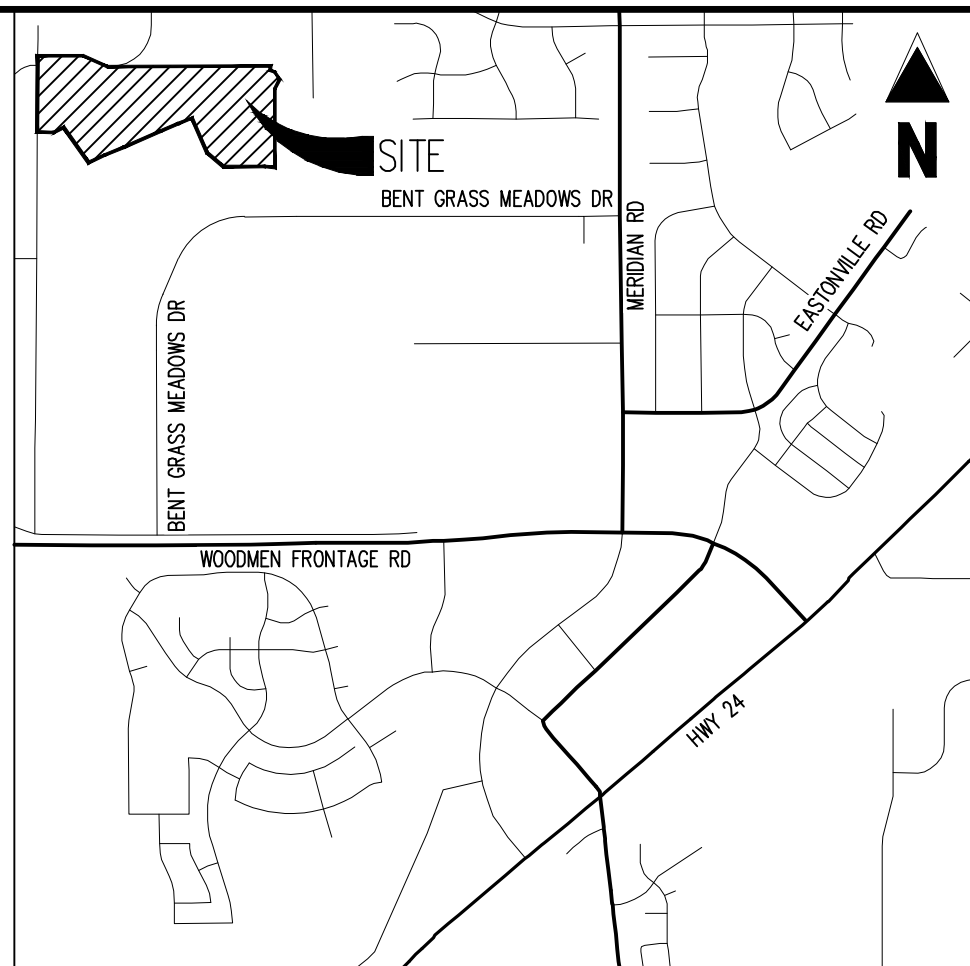 SITE
N
BENT GRASS MEADOWS DR
MERIDIAN RD
EASTONVILLE RD
BENT GRASS MEADOWS DR
WOODMEN FRONTAGE RD
HWY 24